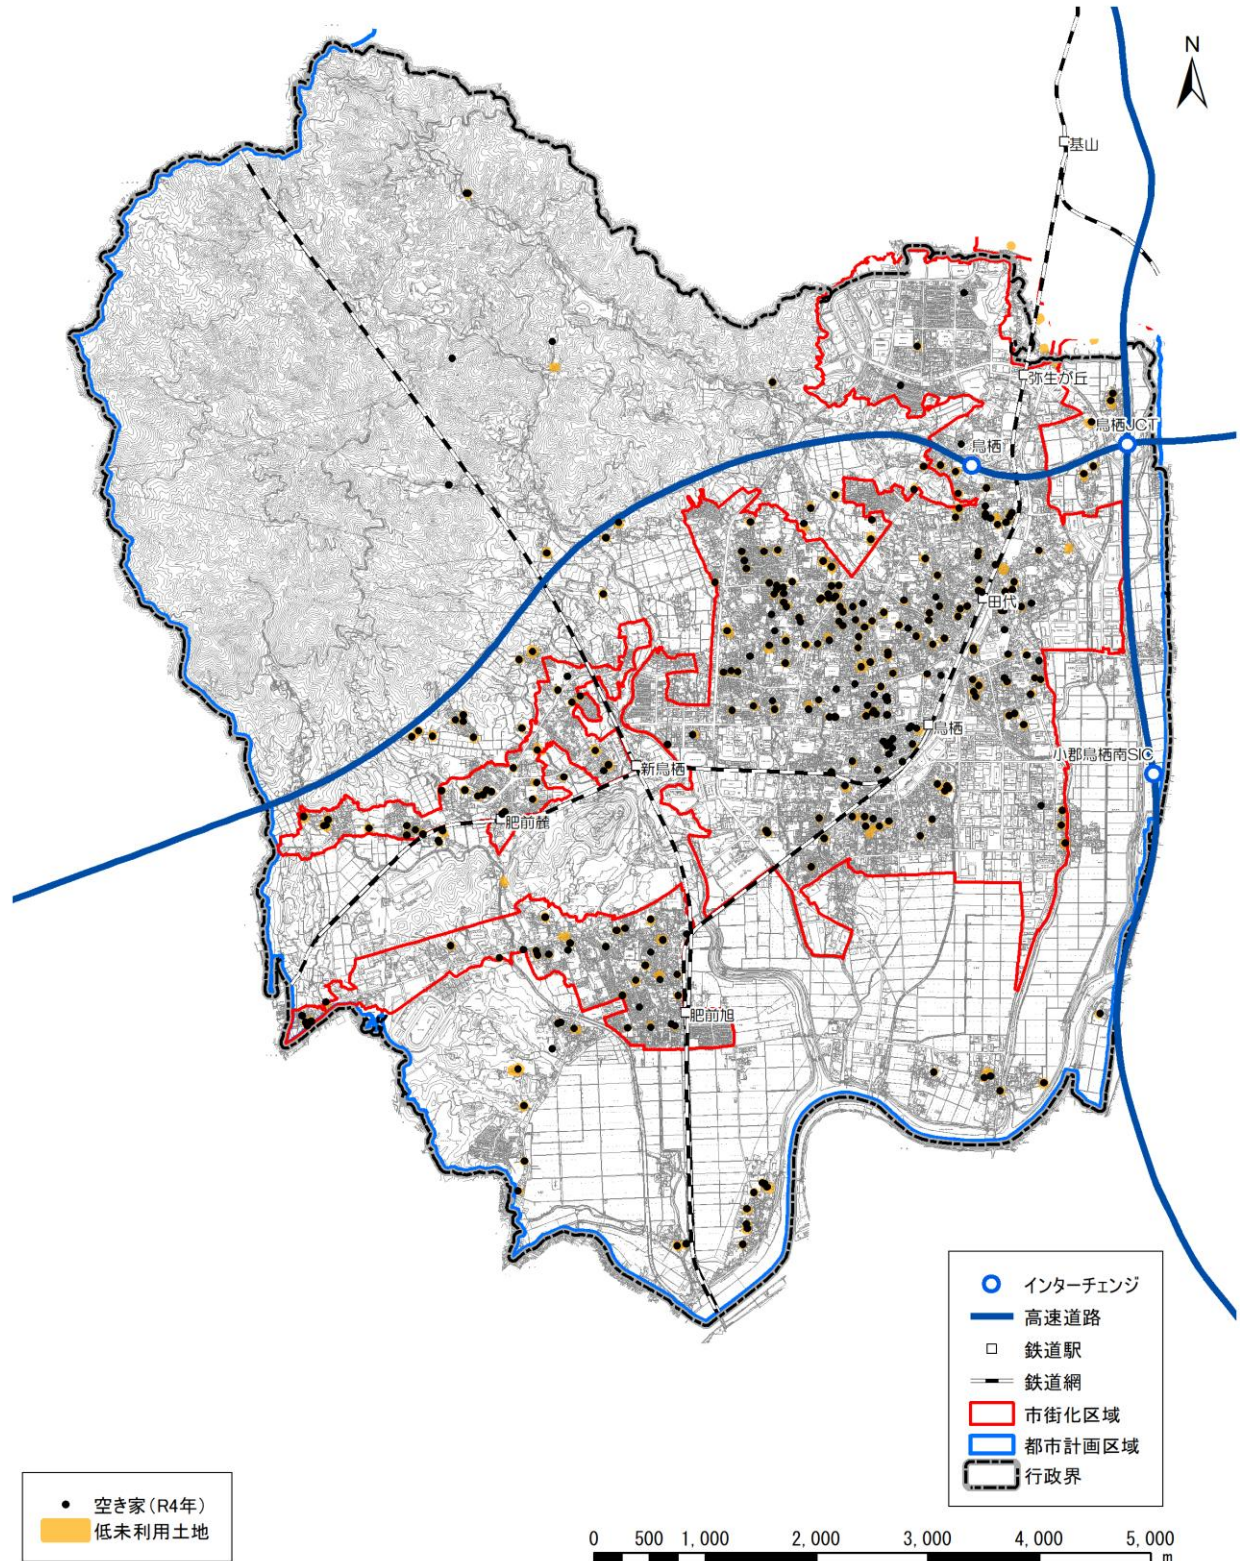 N
基山
弥生が丘
鳥栖JCT
鳥栖
田代
鳥栖
小郡鳥栖南SIC
新鳥栖
肥前麓
肥前旭
インターチェンジ
高速道路
鉄道駅
鉄道網
市街化区域
都市計画区域
行政界
空き家(R4年)
低未利用土地
0 500 1,000 2,000 3,000 4,000 5,000
m